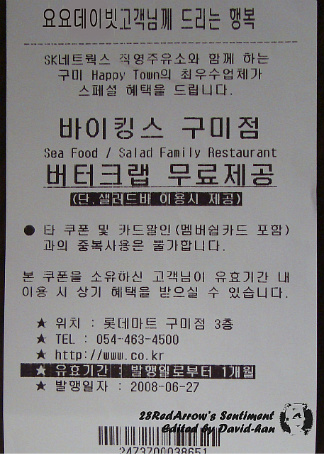 요요데이빗고객님께 드리는 행복
SK네트웍스 직영주유소와 함께 하는
구미 Happy Town의 최우수업체가
스페셜 혜택을 드립니다.
바이킹스 구미점
Sea Food / Salad Family Restaurant
버터크랩 무료제공
(단, 샐러드바 이용시 제공)
● 타 쿠폰 및 카드할인(멤버쉽카드 포함)
과의 중복사용은 불가합니다.
본 쿠폰을 소유하신 고객님이 유효기간 내
이용 시 상기 혜택을 받으실 수 있습니다.
★ 위치 : 롯데마트 구미점 3층
★ TEL : 054-463-4500
★ http://www.co.kr
★ 유효기간 : 발행일로부터 1개월
★ 발행일자 : 2008-06-27
28RedArrow's Sentiment
Edited by David-han
2473700038651